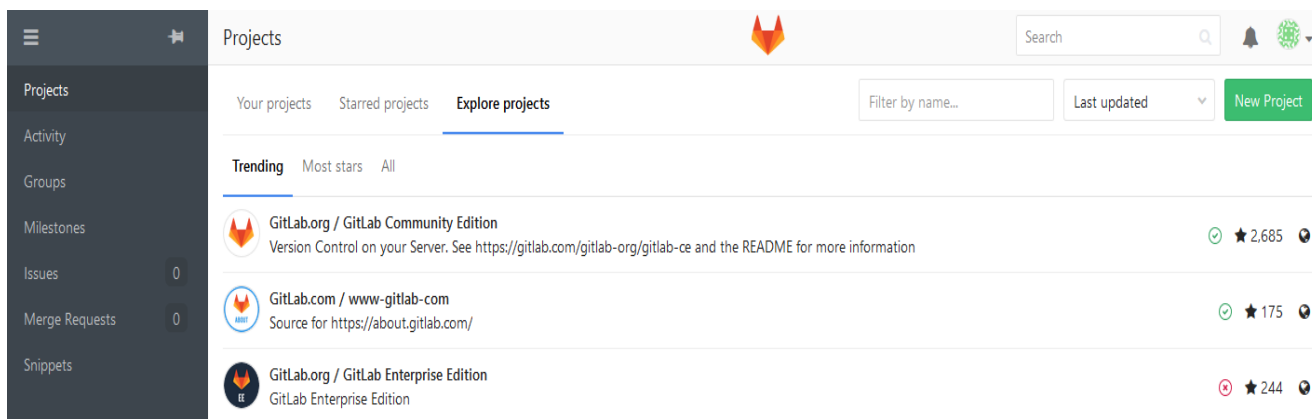 Projects
Search
Projects
Activity
Groups
Milestones
Issues 0
Merge Requests 0
Snippets
Your projects Starred projects Explore projects
Filter by name... Last updated New Project
Trending Most stars All
GitLab.org / GitLab Community Edition
Version Control on your Server. See https://gitlab.com/gitlab-org/gitlab-ce and the README for more information
2,685
GitLab.com / www-gitlab-com
Source for https://about.gitlab.com/
175
ABOUT
GitLab.org / GitLab Enterprise Edition
GitLab Enterprise Edition
244
EE